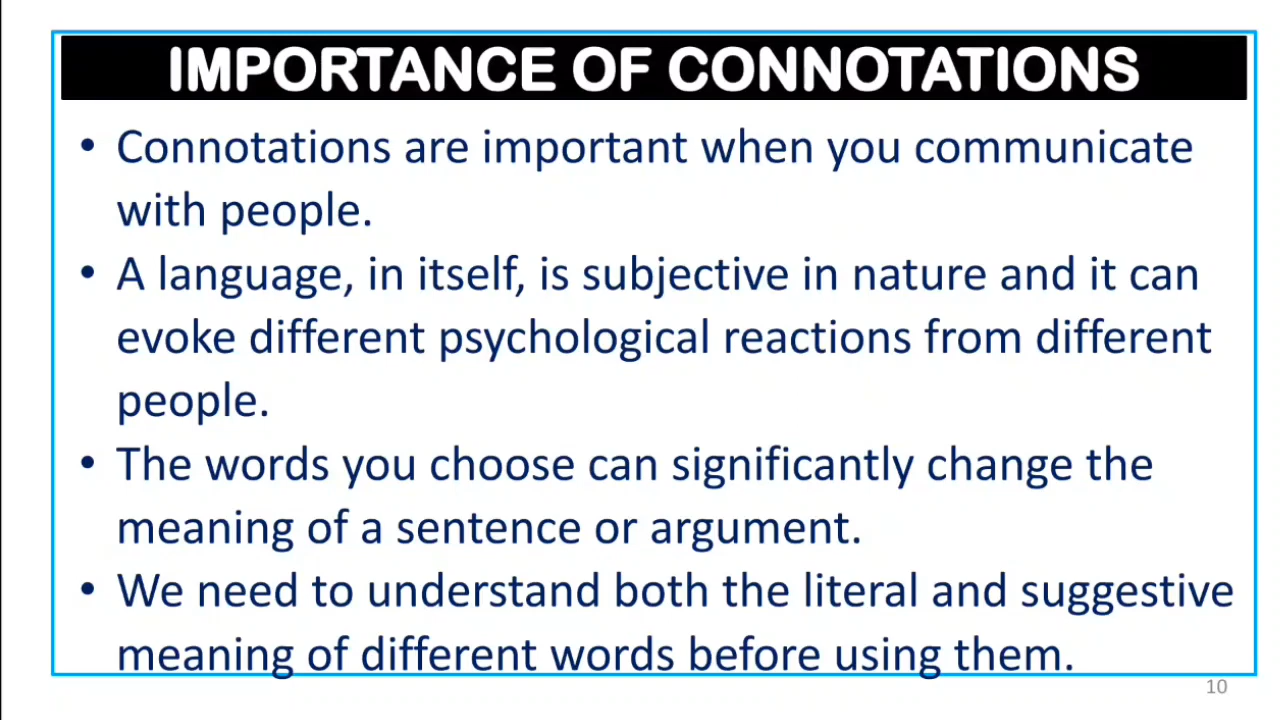 IMPORTANCE OF CONNOTATIONS
• Connotations are important when you communicate
with people.
• A language, in itself, is subjective in nature and it can
evoke different psychological reactions from different
people.
• The words you choose can significantly change the
meaning of a sentence or argument.
• We need to understand both the literal and suggestive
meaning of different words before using them.
10